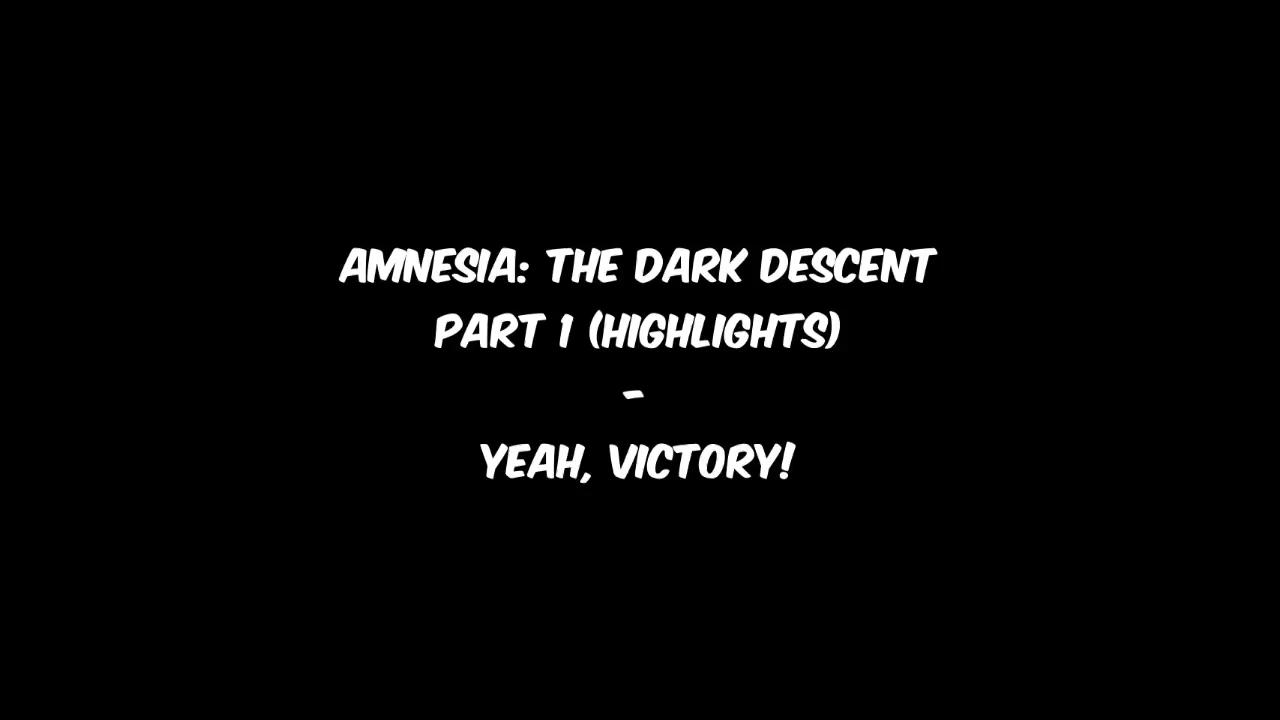 AMNESIA: THE DARK DESCENT
PART 1 (HIGHLIGHTS)
-
YEAH, VICTORY!